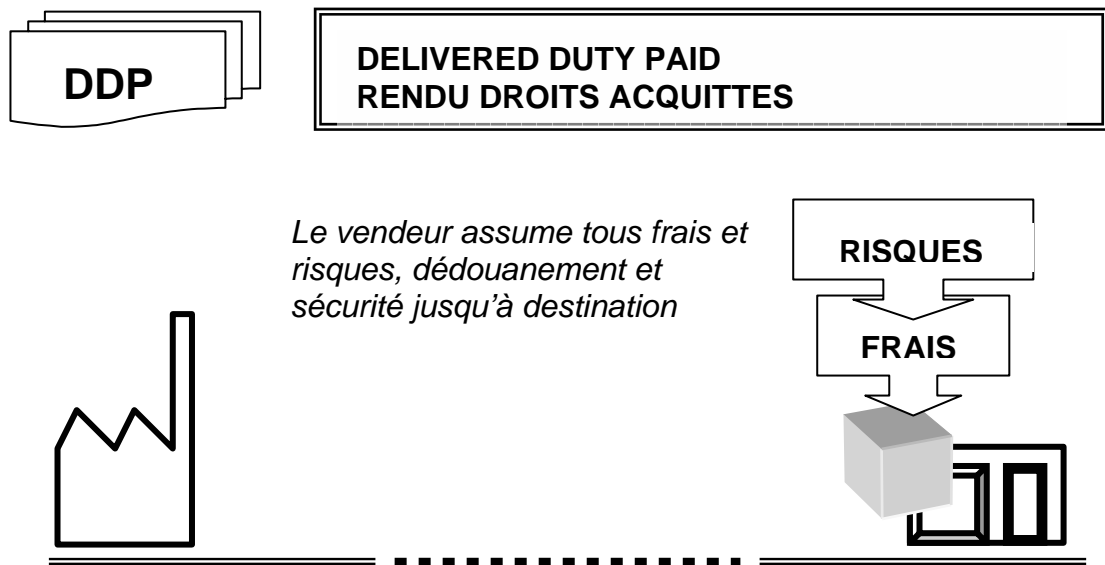 DDP
DELIVERED DUTY PAID
RENDU DROITS ACQUITTES
Le vendeur assume tous frais et
risques, dédouanement et
sécurité jusqu'à destination
RISQUES
FRAIS